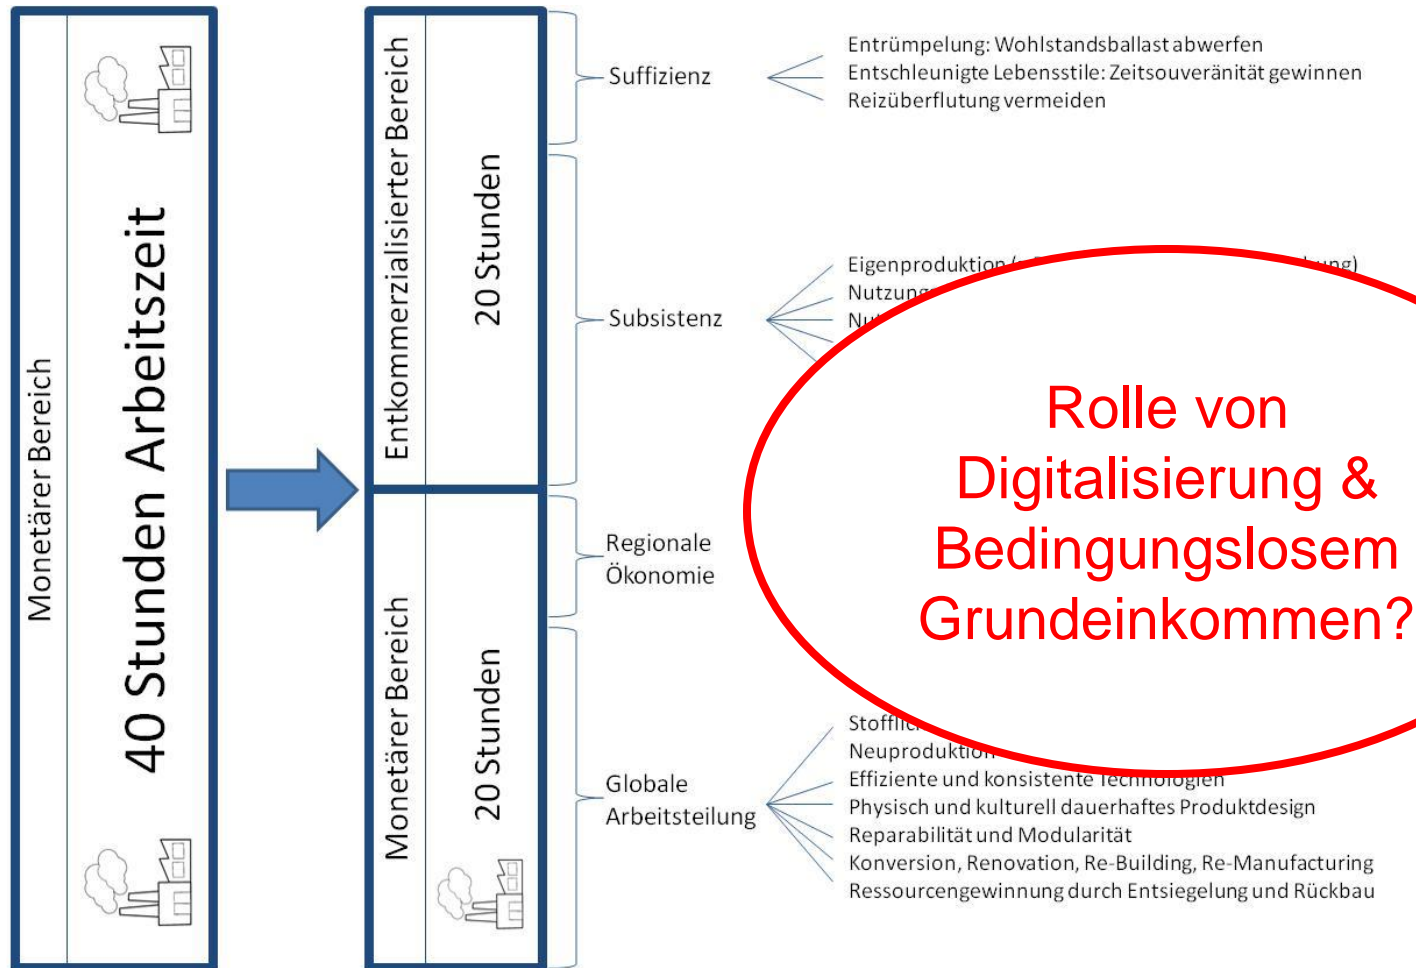 Monetärer Bereich
40 Stunden Arbeitszeit
Entkommerzialisierter Bereich
20 Stunden
Monetärer Bereich
20 Stunden
Suffizienz
Entrümpelung: Wohlstandsballast abwerfen
Entschleunigte Lebensstile: Zeitsouveränität gewinnen
Reizüberflutung vermeiden
Subsistenz
Eigenproktion
Regionale
Ökonomie
Rolle von
Digitalisierung &
Bedingungslosem
Grundeinkommen?
Globale
Arbeitsteilung
Neuproduktion
Effiziente und konsistente Technologien
Physisch und kulturell dauerhaftes Produktdesign
Reparabilität und Modularität
Konversion, Renovation, Re-Building, Re-Manufacturing
Ressourcengewinnung durch Entsiegelung und Rückbau